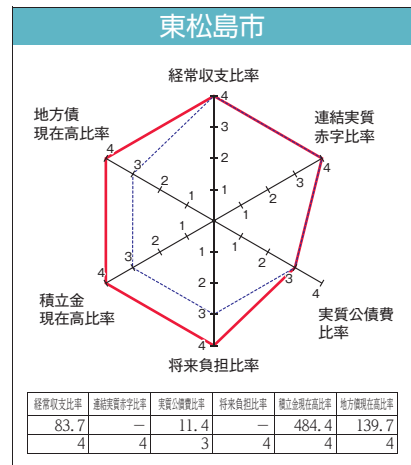 東松島市
経常収支比率
地方債
現在高比率
連結実質
赤字比率
4
3
2
1
4
3
2
1
1
2
3
4
1
2
3
4
1
2
3
4
1
2
3
4
積立金
現在高比率
実質公債費
比率
将来負担比率
経常収支比率 連結実質赤字比率 実質公債費比率 将来負担比率 積立金現在高比率 地方債現在高比率
83.7 － 11.4 － 484.4 139.7
4 4 3 4 4 4